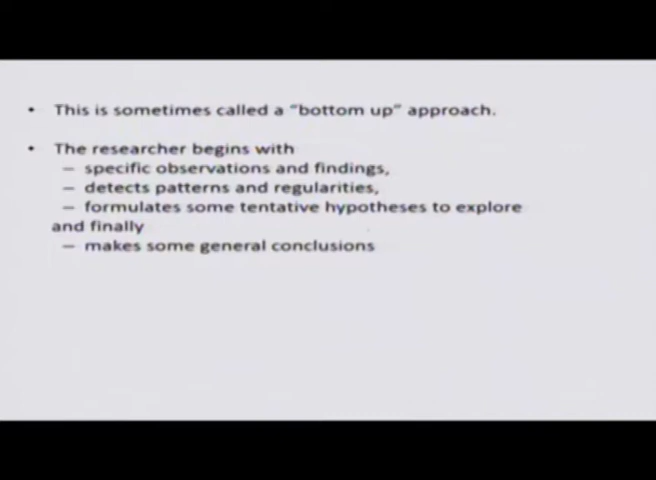 • This is sometimes called a “bottom up” approach.
• The researcher begins with
– specific observations and findings,
– detects patterns and regularities,
– formulates some tentative hypotheses to explore
and finally
– makes some general conclusions